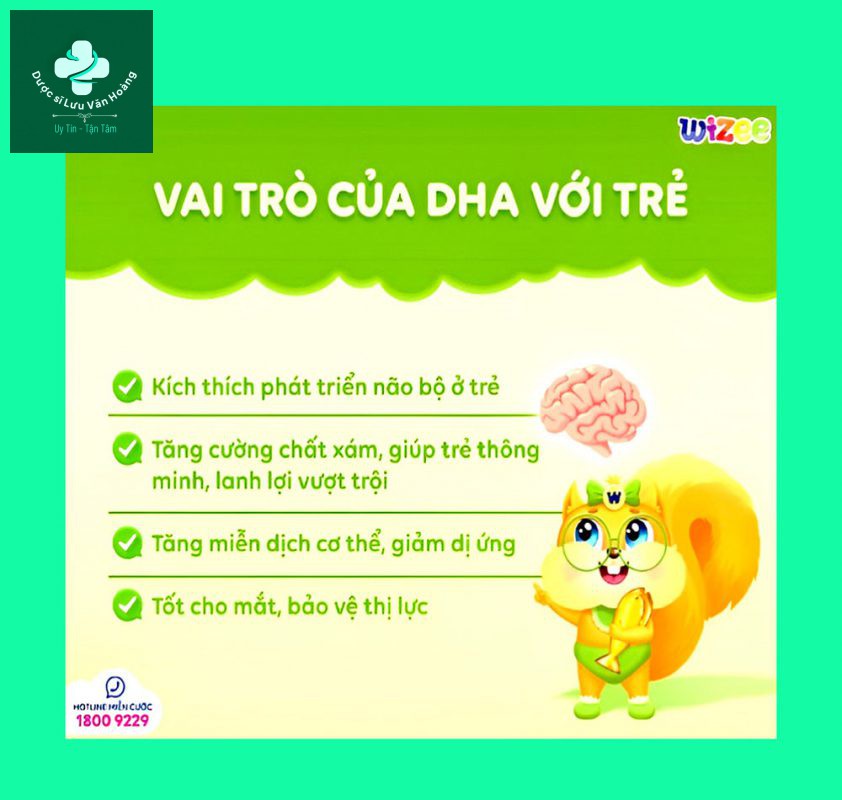 Dược sĩ Lưu Văn Hoàng
Uy Tín - Tận Tâm
wizee
VAI TRÒ CỦA DHA VỚI TRẺ
Kích thích phát triển não bộ ở trẻ
Tăng cường chất xám, giúp trẻ thông
minh, lanh lợi vượt trội
W
Tăng miễn dịch cơ thể, giảm dị ứng
Tốt cho mắt, bảo vệ thị lực
HOTLINE MIỄN CƯỚC
1800 9229